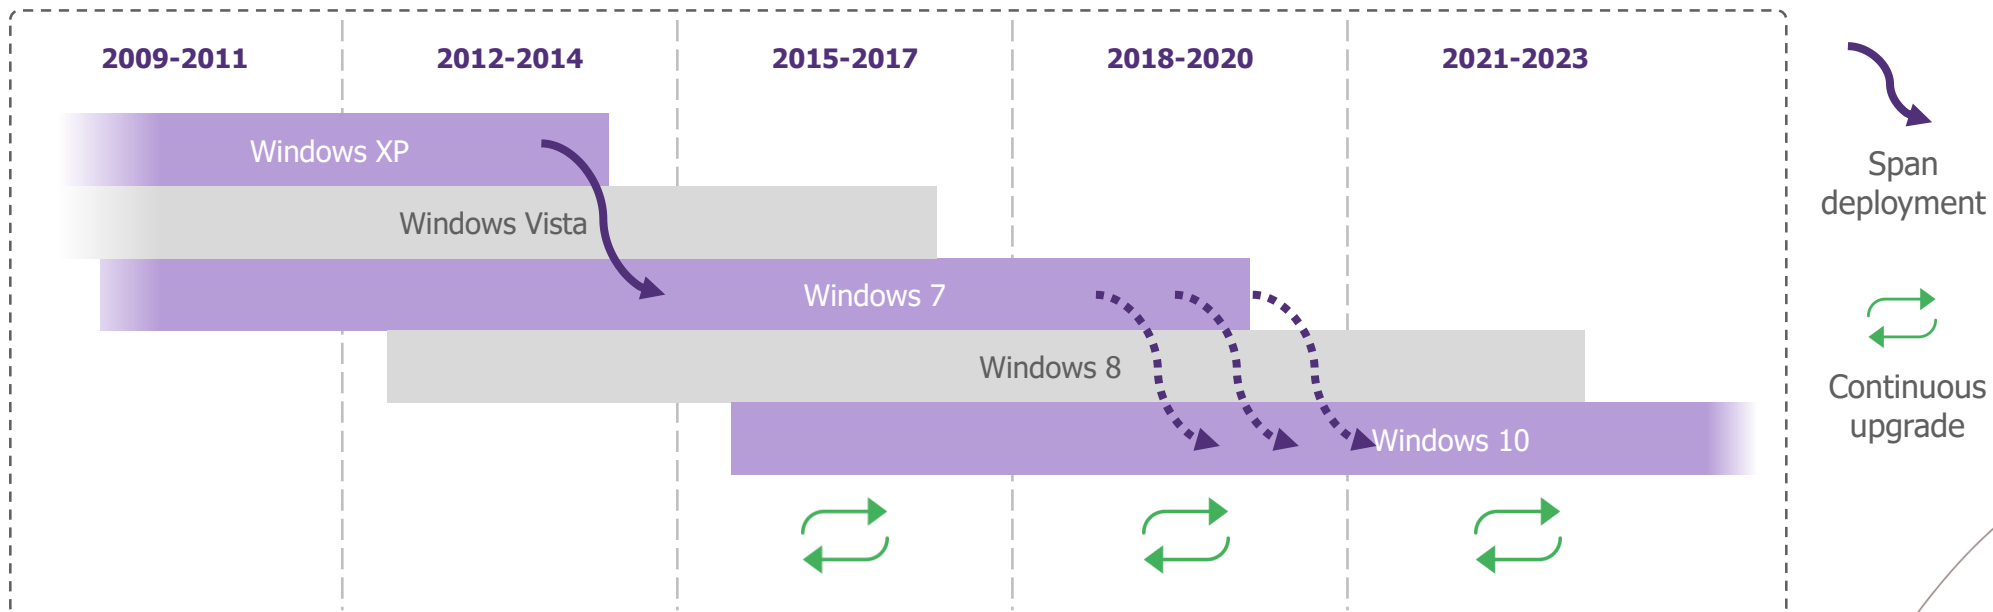 2009-2011
2012-2014
2015-2017
2018-2020
2021-2023
Windows XP
Windows Vista
Windows 7
Windows 8
Windows 10
Span
deployment
Continuous
upgrade